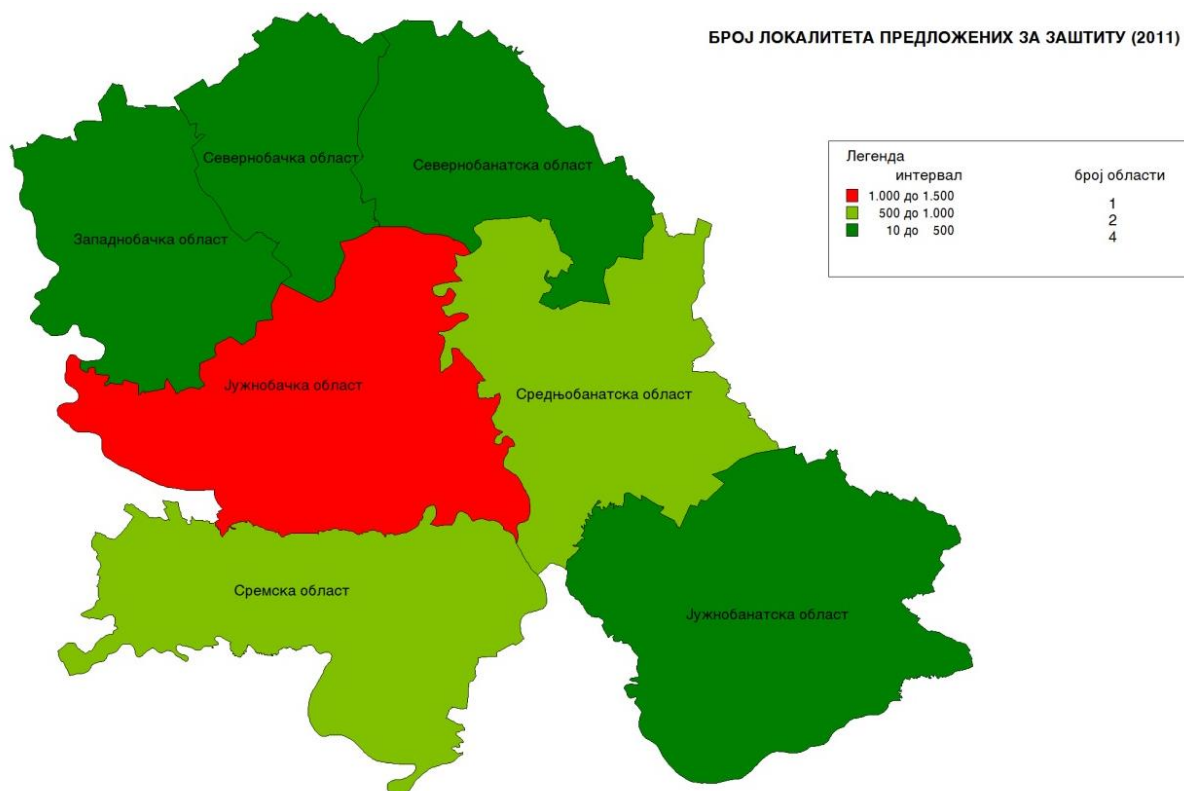 БРОЈ ЛОКАЛИТЕТА ПРЕДЛОЖЕНИХ ЗА ЗАШТИТУ (2011)
Легенда
интервал број области
1.000 до 1.500 1
500 до 1.000 2
10 до 500 4
Севернобачка област
Севернобанатска област
Западнобачка област
Јужнобачка област
Средњобанатска област
Сремска област
Јужнобанатска област